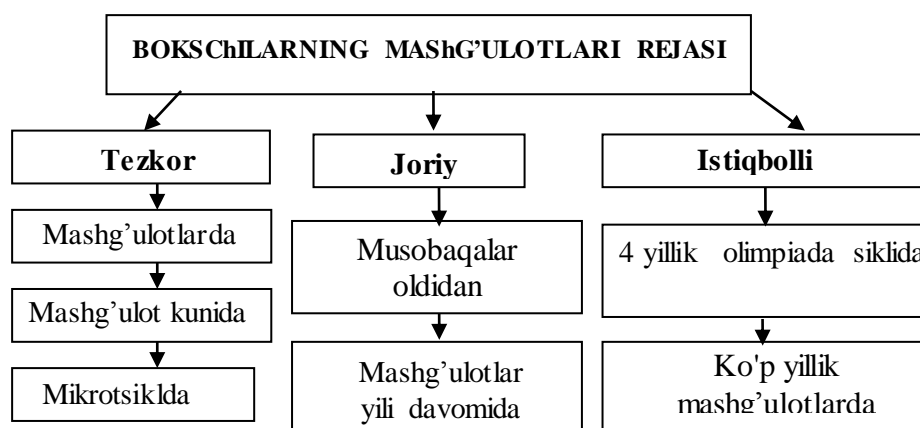 BOKSChILARNING MAShG’ULOTLARI REJASI
Tezkor
Mashg’ulotlarda
Mashg’ulot kunida
Mikrotsiklda
Joriy
Musobaqalar
oldidan
Mashg’ulotlar
yili davomida
Istiqbolli
4 yillik olimpiada siklida
Ko'p yillik
mashg’ulotlarda